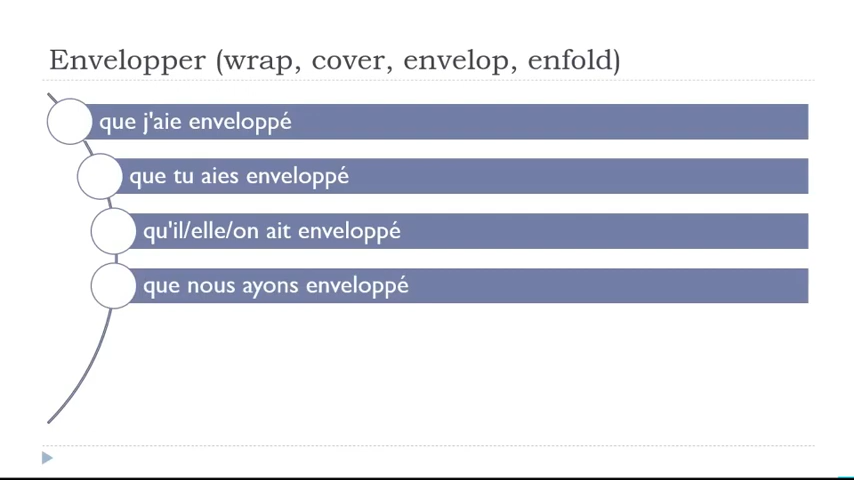 Envelopper (wrap, cover, envelop, enfold)
que j'aie enveloppé
que tu aies enveloppé
qu'il/elle/on ait enveloppé
que nous ayons enveloppé